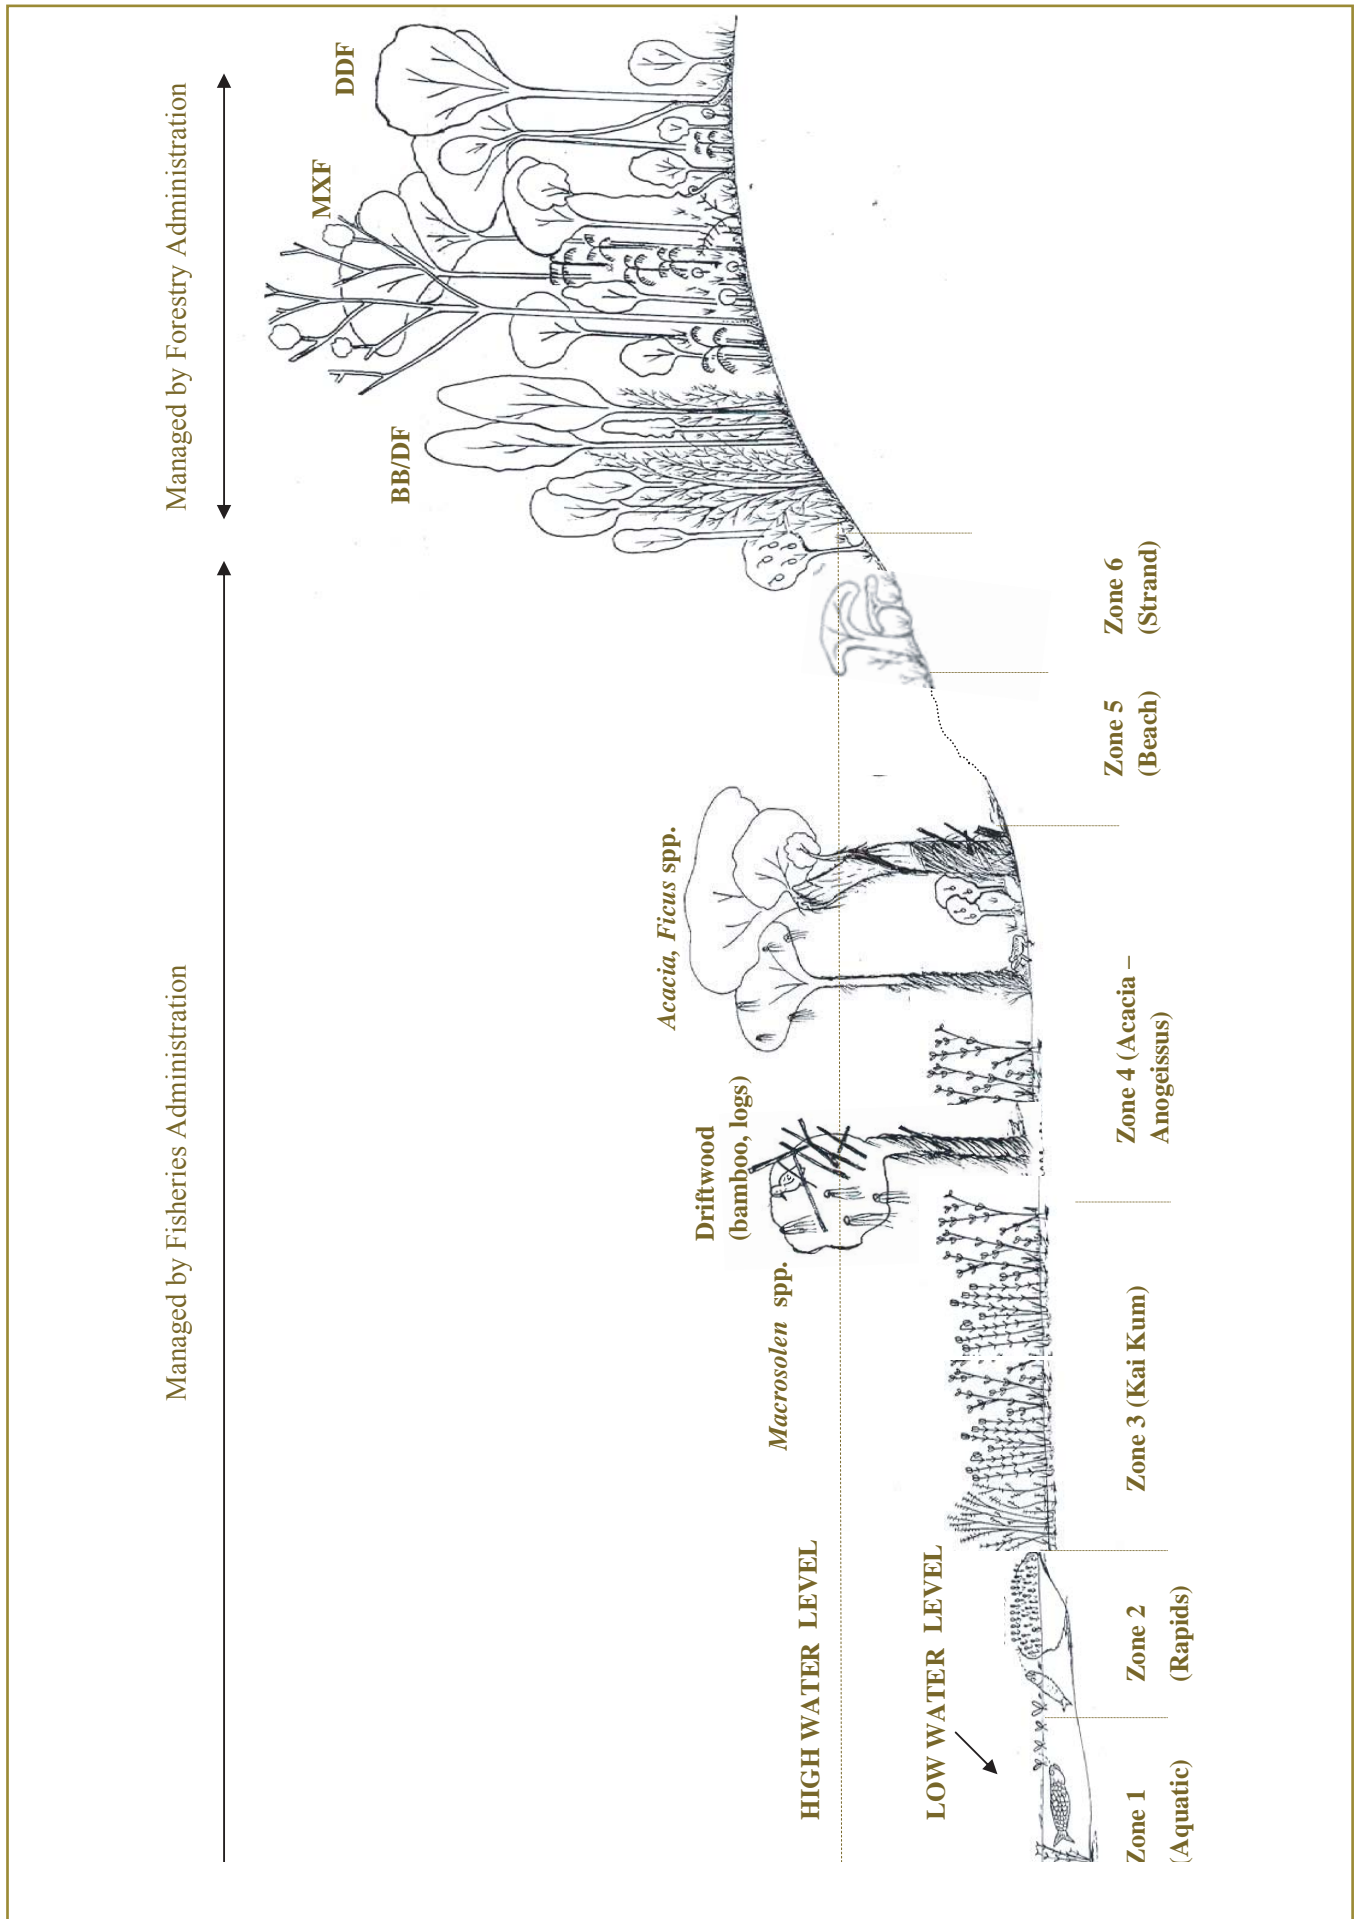 Managed by Fisheries Administration
Managed by Forestry Administration
DDF
MXF
BB/DF
Acacia, Ficus spp.
Driftwood
(bamboo, logs)
Macrosolen spp.
HIGH WATER LEVEL
LOW WATER LEVEL
Zone 1
(Aquatic)
Zone 2
(Rapids)
Zone 3 (Kai Kum)
Zone 4 (Acacia –
Anogeissus)
Zone 5
(Beach)
Zone 6
(Strand)